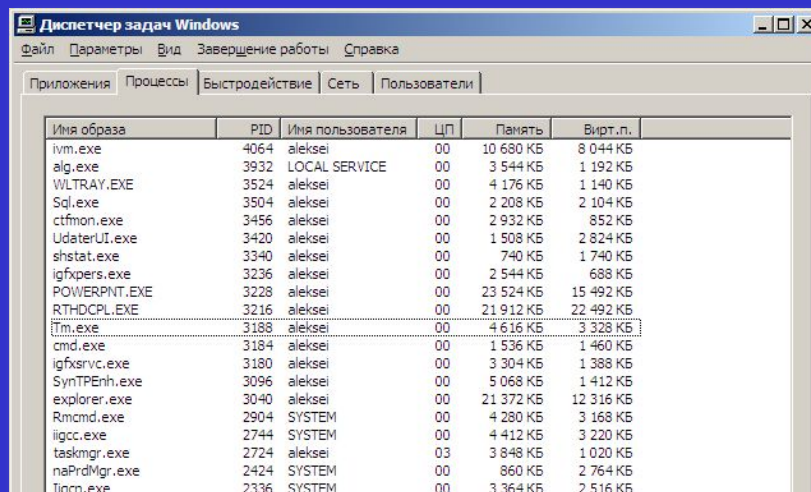 Диспетчер задач Windows
Файл Параметры Вид Завершение работы Справка
Приложения Процессы Быстродействие Сеть Пользователи
Имя образа PID Имя пользователя ЦП Память Вирт.п.
ivm.exe 4064 aleksei 00 10 680 КБ 8 044 КБ
alg.exe 3932 LOCAL SERVICE 00 3 544 КБ 1 192 КБ
WLTRAY.EXE 3524 aleksei 00 4 176 КБ 1 140 КБ
Sql.exe 3504 aleksei 00 2 208 КБ 2 104 КБ
ctfmon.exe 3456 aleksei 00 2 932 КБ 852 КБ
UdaterUI.exe 3420 aleksei 00 1 508 КБ 2 824 КБ
shstat.exe 3340 aleksei 00 740 КБ 1 740 КБ
igfxpers.exe 3236 aleksei 00 2 544 КБ 688 КБ
POWERPNT.EXE 3228 aleksei 00 23 524 КБ 15 492 КБ
RTHDCPL.EXE 3216 aleksei 00 21 912 КБ 22 492 КБ
Tm.exe 3188 aleksei 00 4 616 КБ 3 328 КБ
cmd.exe 3184 aleksei 00 1 536 КБ 1 460 КБ
igfxsrvc.exe 3180 aleksei 00 3 304 КБ 1 388 КБ
SynTPEnh.exe 3096 aleksei 00 5 068 КБ 1 412 КБ
explorer.exe 3040 aleksei 00 21 372 КБ 12 316 КБ
Rmcmd.exe 2904 SYSTEM 00 4 280 КБ 3 168 КБ
iigcc.exe 2744 SYSTEM 00 4 412 КБ 3 220 КБ
taskmgr.exe 2724 aleksei 03 3 848 КБ 1 020 КБ
naPrdMgr.exe 2424 SYSTEM 00 860 КБ 2 764 КБ
Iigcn.exe 2336 SYSTEM 00 3 364 КБ 2 516 КБ